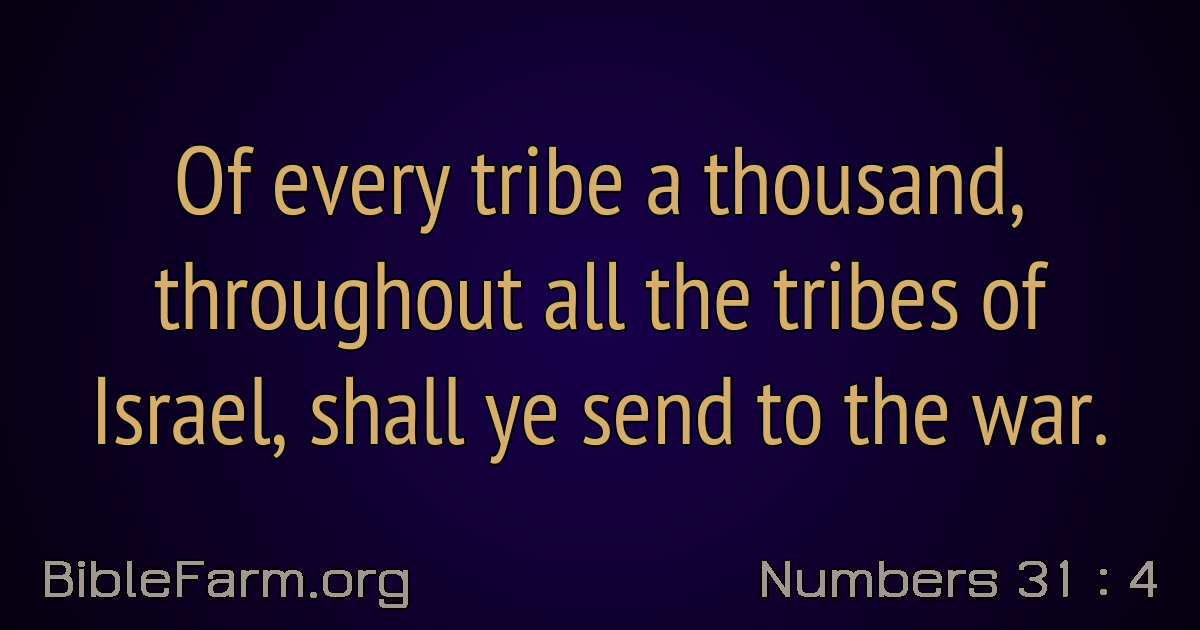 Of every tribe a thousand,
throughout all the tribes of
Israel, shall ye send to the war.
BibleFarm.org
Numbers 31 : 4